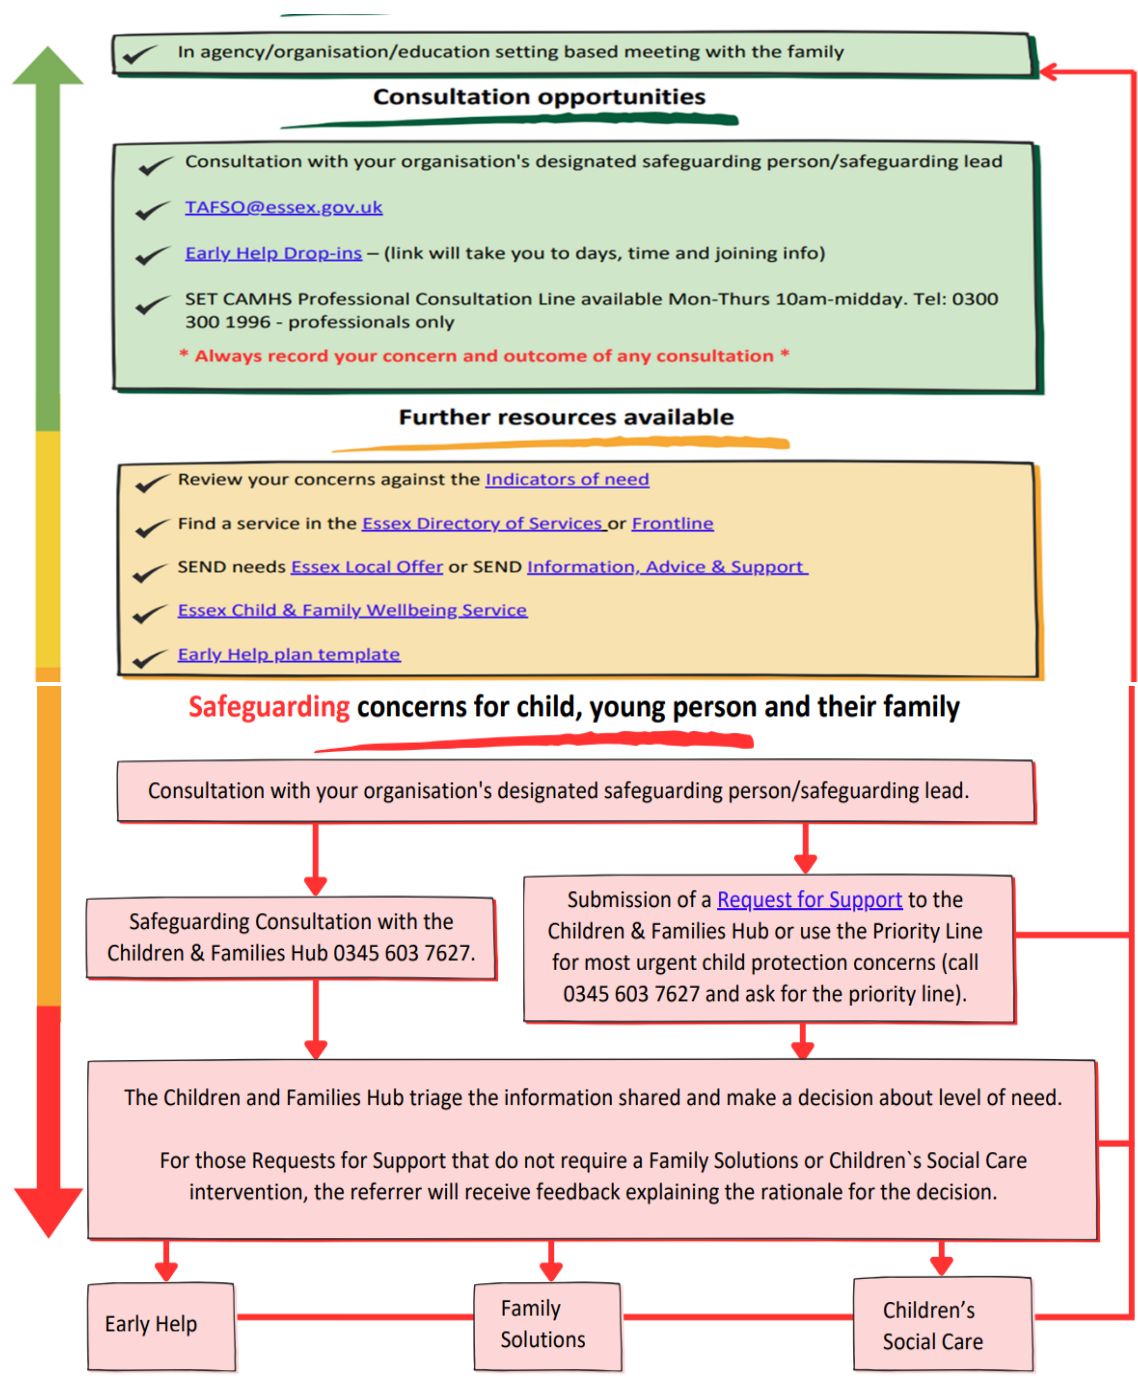 In agency/organisation/education setting based meeting with the family
Consultation opportunities
Consultation with your organisation's designated safeguarding person/safeguarding lead
TAFSO@essex.gov.uk
Early Help Drop-ins – (link will take you to days, time and joining info)
SET CAMHS Professional Consultation Line available Mon-Thurs 10am-midday. Tel: 0300
300 1996 - professionals only
* Always record your concern and outcome of any consultation *
Further resources available
Review your concerns against the Indicators of need
Find a service in the Essex Directory of Services or Frontline
SEND needs Essex Local Offer or SEND Information, Advice & Support
Essex Child & Family Wellbeing Service
Early Help plan template
Safeguarding concerns for child, young person and their family
Consultation with your organisation's designated safeguarding person/safeguarding lead.
Safeguarding Consultation with the
Children & Families Hub 0345 603 7627.
Submission of a Request for Support to the
Children & Families Hub or use the Priority Line
for most urgent child protection concerns (call
0345 603 7627 and ask for the priority line).
The Children and Families Hub triage the information shared and make a decision about level of need.
For those Requests for Support that do not require a Family Solutions or Children`s Social Care
intervention, the referrer will receive feedback explaining the rationale for the decision.
Early Help
Family
Solutions
Children's
Social Care